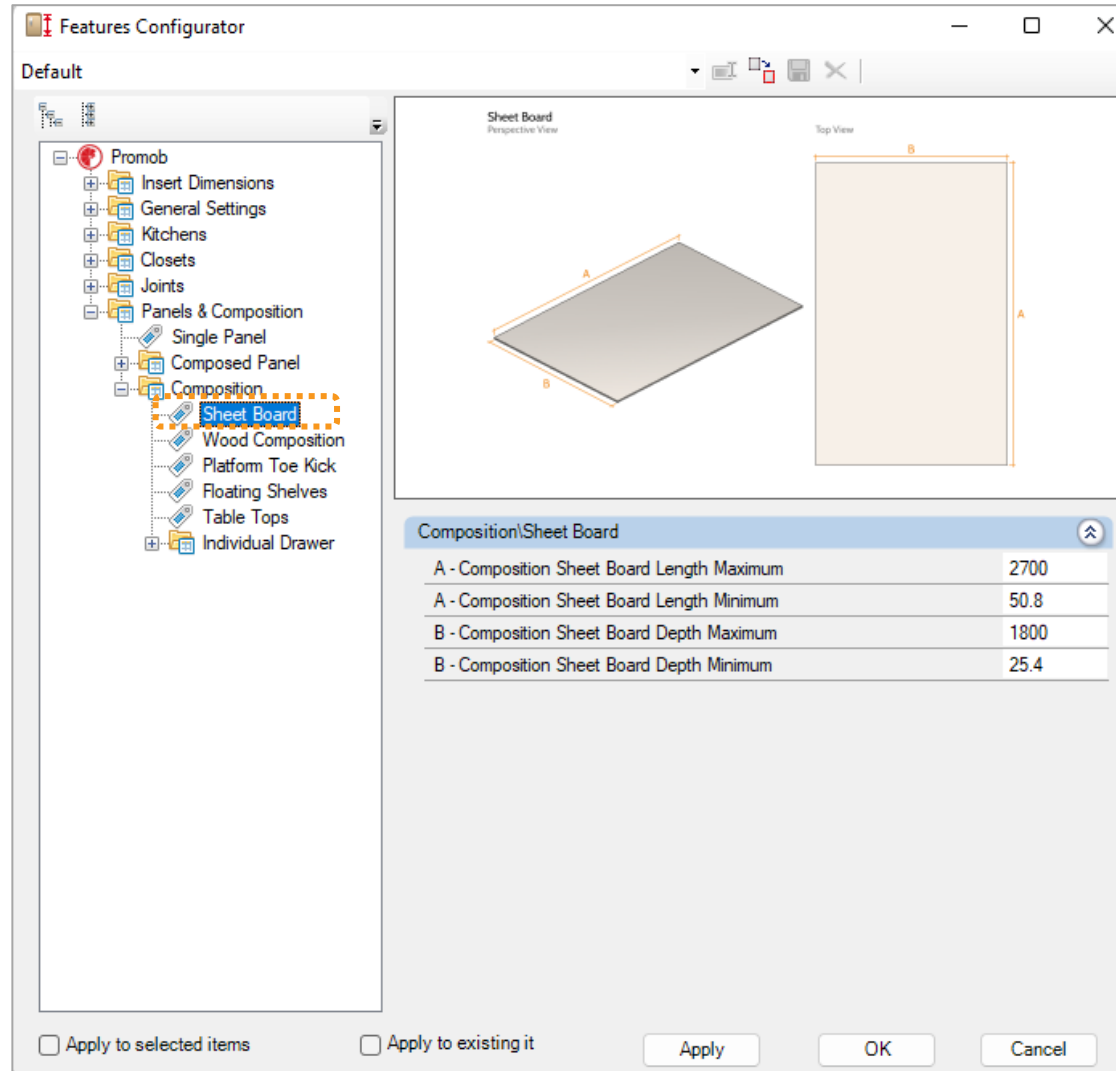 Features Configurator
Default
Promob
Insert Dimensions
General Settings
Kitchens
Closets
Joints
Panels & Composition
Single Panel
Composed Panel
Composition
Sheet Board
Wood Composition
Platform Toe Kick
Floating Shelves
Table Tops
Individual Drawer
Sheet Board
Perspective View
Top View
B
A
A
B
Composition\Sheet Board
A - Composition Sheet Board Length Maximum 2700
A - Composition Sheet Board Length Minimum 50.8
B - Composition Sheet Board Depth Maximum 1800
B - Composition Sheet Board Depth Minimum 25.4
Apply to selected items
Apply to existing it
Apply
OK
Cancel